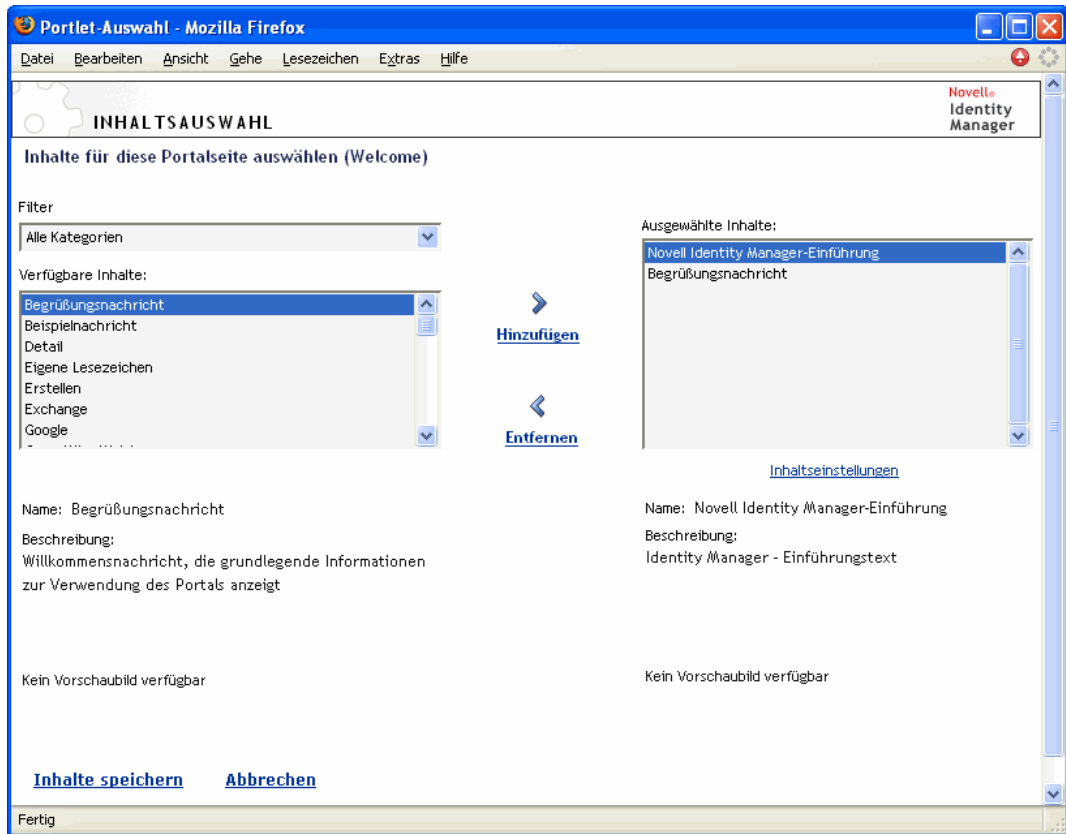 Portlet-Auswahl - Mozilla Firefox
Datei Bearbeiten Ansicht Gehe Lesezeichen Extras Hilfe
Novell®
Identity
Manager
INHALTSAUSWAHL
Inhalte für diese Portalseite auswählen (Welcome)
Filter
Alle Kategorien
Verfügbare Inhalte:
Begrüßungsnachricht
Beispielnachricht
Detail
Eigene Lesezeichen
Erstellen
Exchange
Google
Hinzufügen
Entfernen
Ausgewählte Inhalte:
Novell Identity Manager-Einführung
Begrüßungsnachricht
Inhaltseinstellungen
Name: Begrüßungsnachricht
Beschreibung:
Willkommensnachricht, die grundlegende Informationen
zur Verwendung des Portals anzeigt
Kein Vorschaubild verfügbar
Name: Novell Identity Manager-Einführung
Beschreibung:
Identity Manager - Einführungstext
Kein Vorschaubild verfügbar
Inhalte speichern Abbrechen
Fertig